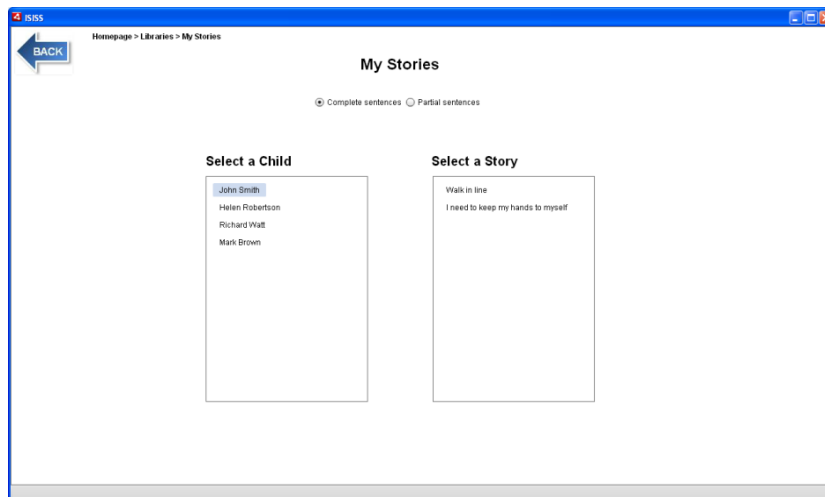 ISISS
BACK
Homepage > Libraries > My Stories
My Stories
Complete sentences Partial sentences
Select a Child
John Smith
Helen Robertson
Richard Watt
Mark Brown
Select a Story
Walk in line
I need to keep my hands to myself